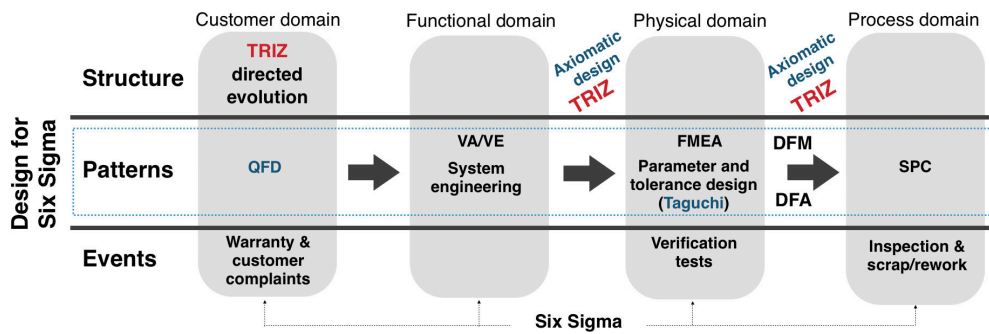 Customer domain
Functional domain
Physical domain
Process domain
Design for
Six Sigma
Structure
TRIZ
directed
evolution
Axiomatic
design
TRIZ
Axiomatic
design
TRIZ
Patterns
QFD
VA/VE
System
engineering
FMEA
Parameter and
tolerance design
(Taguchi)
DFM
DFA
SPC
Events
Warranty &
customer
complaints
Verification
tests
Inspection &
scrap/rework
Six Sigma